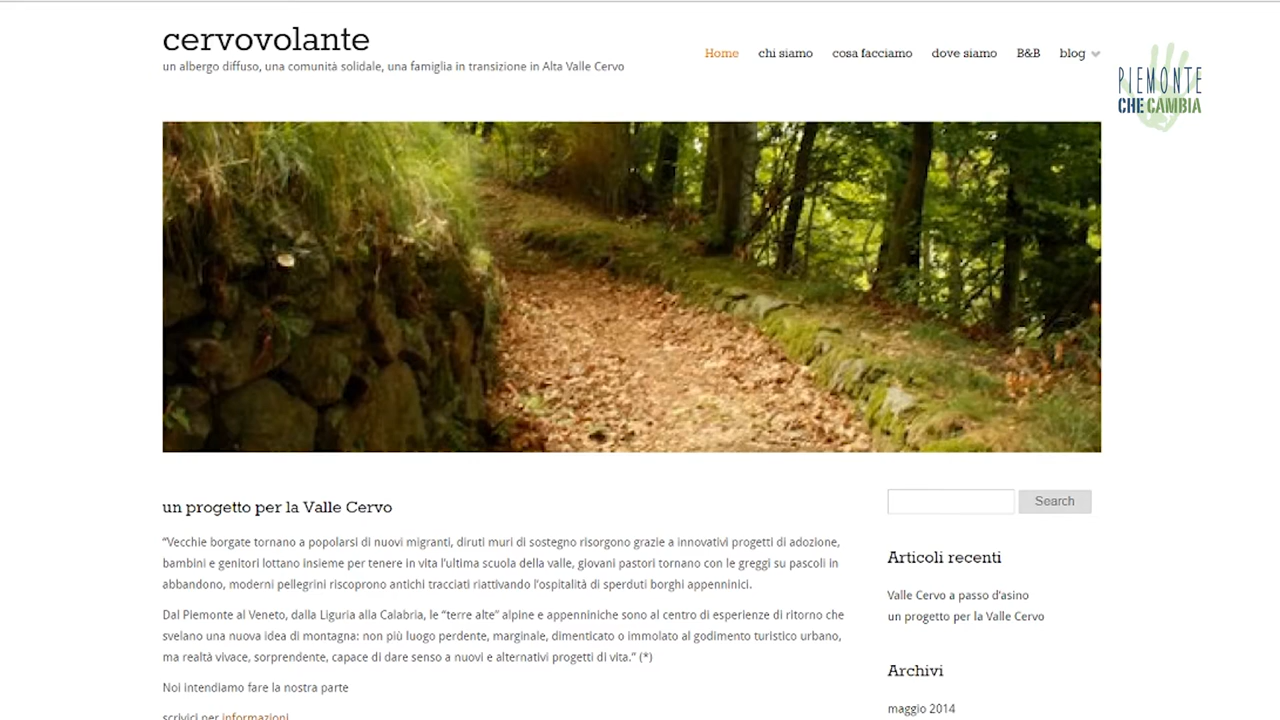 cervovolante
un albergo diffuso, una comunità solidale, una famiglia in transizione in Alta Valle Cervo
Home chi siamo cosa facciamo dove siamo B&B blog
PIEMONTE
CHE CAMBIA
un progetto per la Valle Cervo
“Vecchie borgate tornano a popolarsi di nuovi migranti, diruti muri di sostegno risorgono grazie a innovativi progetti di adozione,
bambini e genitori lottano insieme per tenere in vita l’ultima scuola della valle, giovani pastori tornano con le greggi su pascoli in
abbandono, moderni pellegrini riscoprono antichi tracciati riattivando l’ospitalità di sperduti borghi appenninici.
Dal Piemonte al Veneto, dalla Liguria alla Calabria, le “terre alte” alpine e appenniniche sono al centro di esperienze di ritorno che
svelano una nuova idea di montagna: non più luogo perdente, marginale, dimenticato o immolato al godimento turistico urbano,
ma realtà vivace, sorprendente, capace di dare senso a nuovi e alternativi progetti di vita.” (*)
Noi intendiamo fare la nostra parte
scrivici per informazioni
Search
Articoli recenti
Valle Cervo a passo d’asino
un progetto per la Valle Cervo
Archivi
maggio 2014